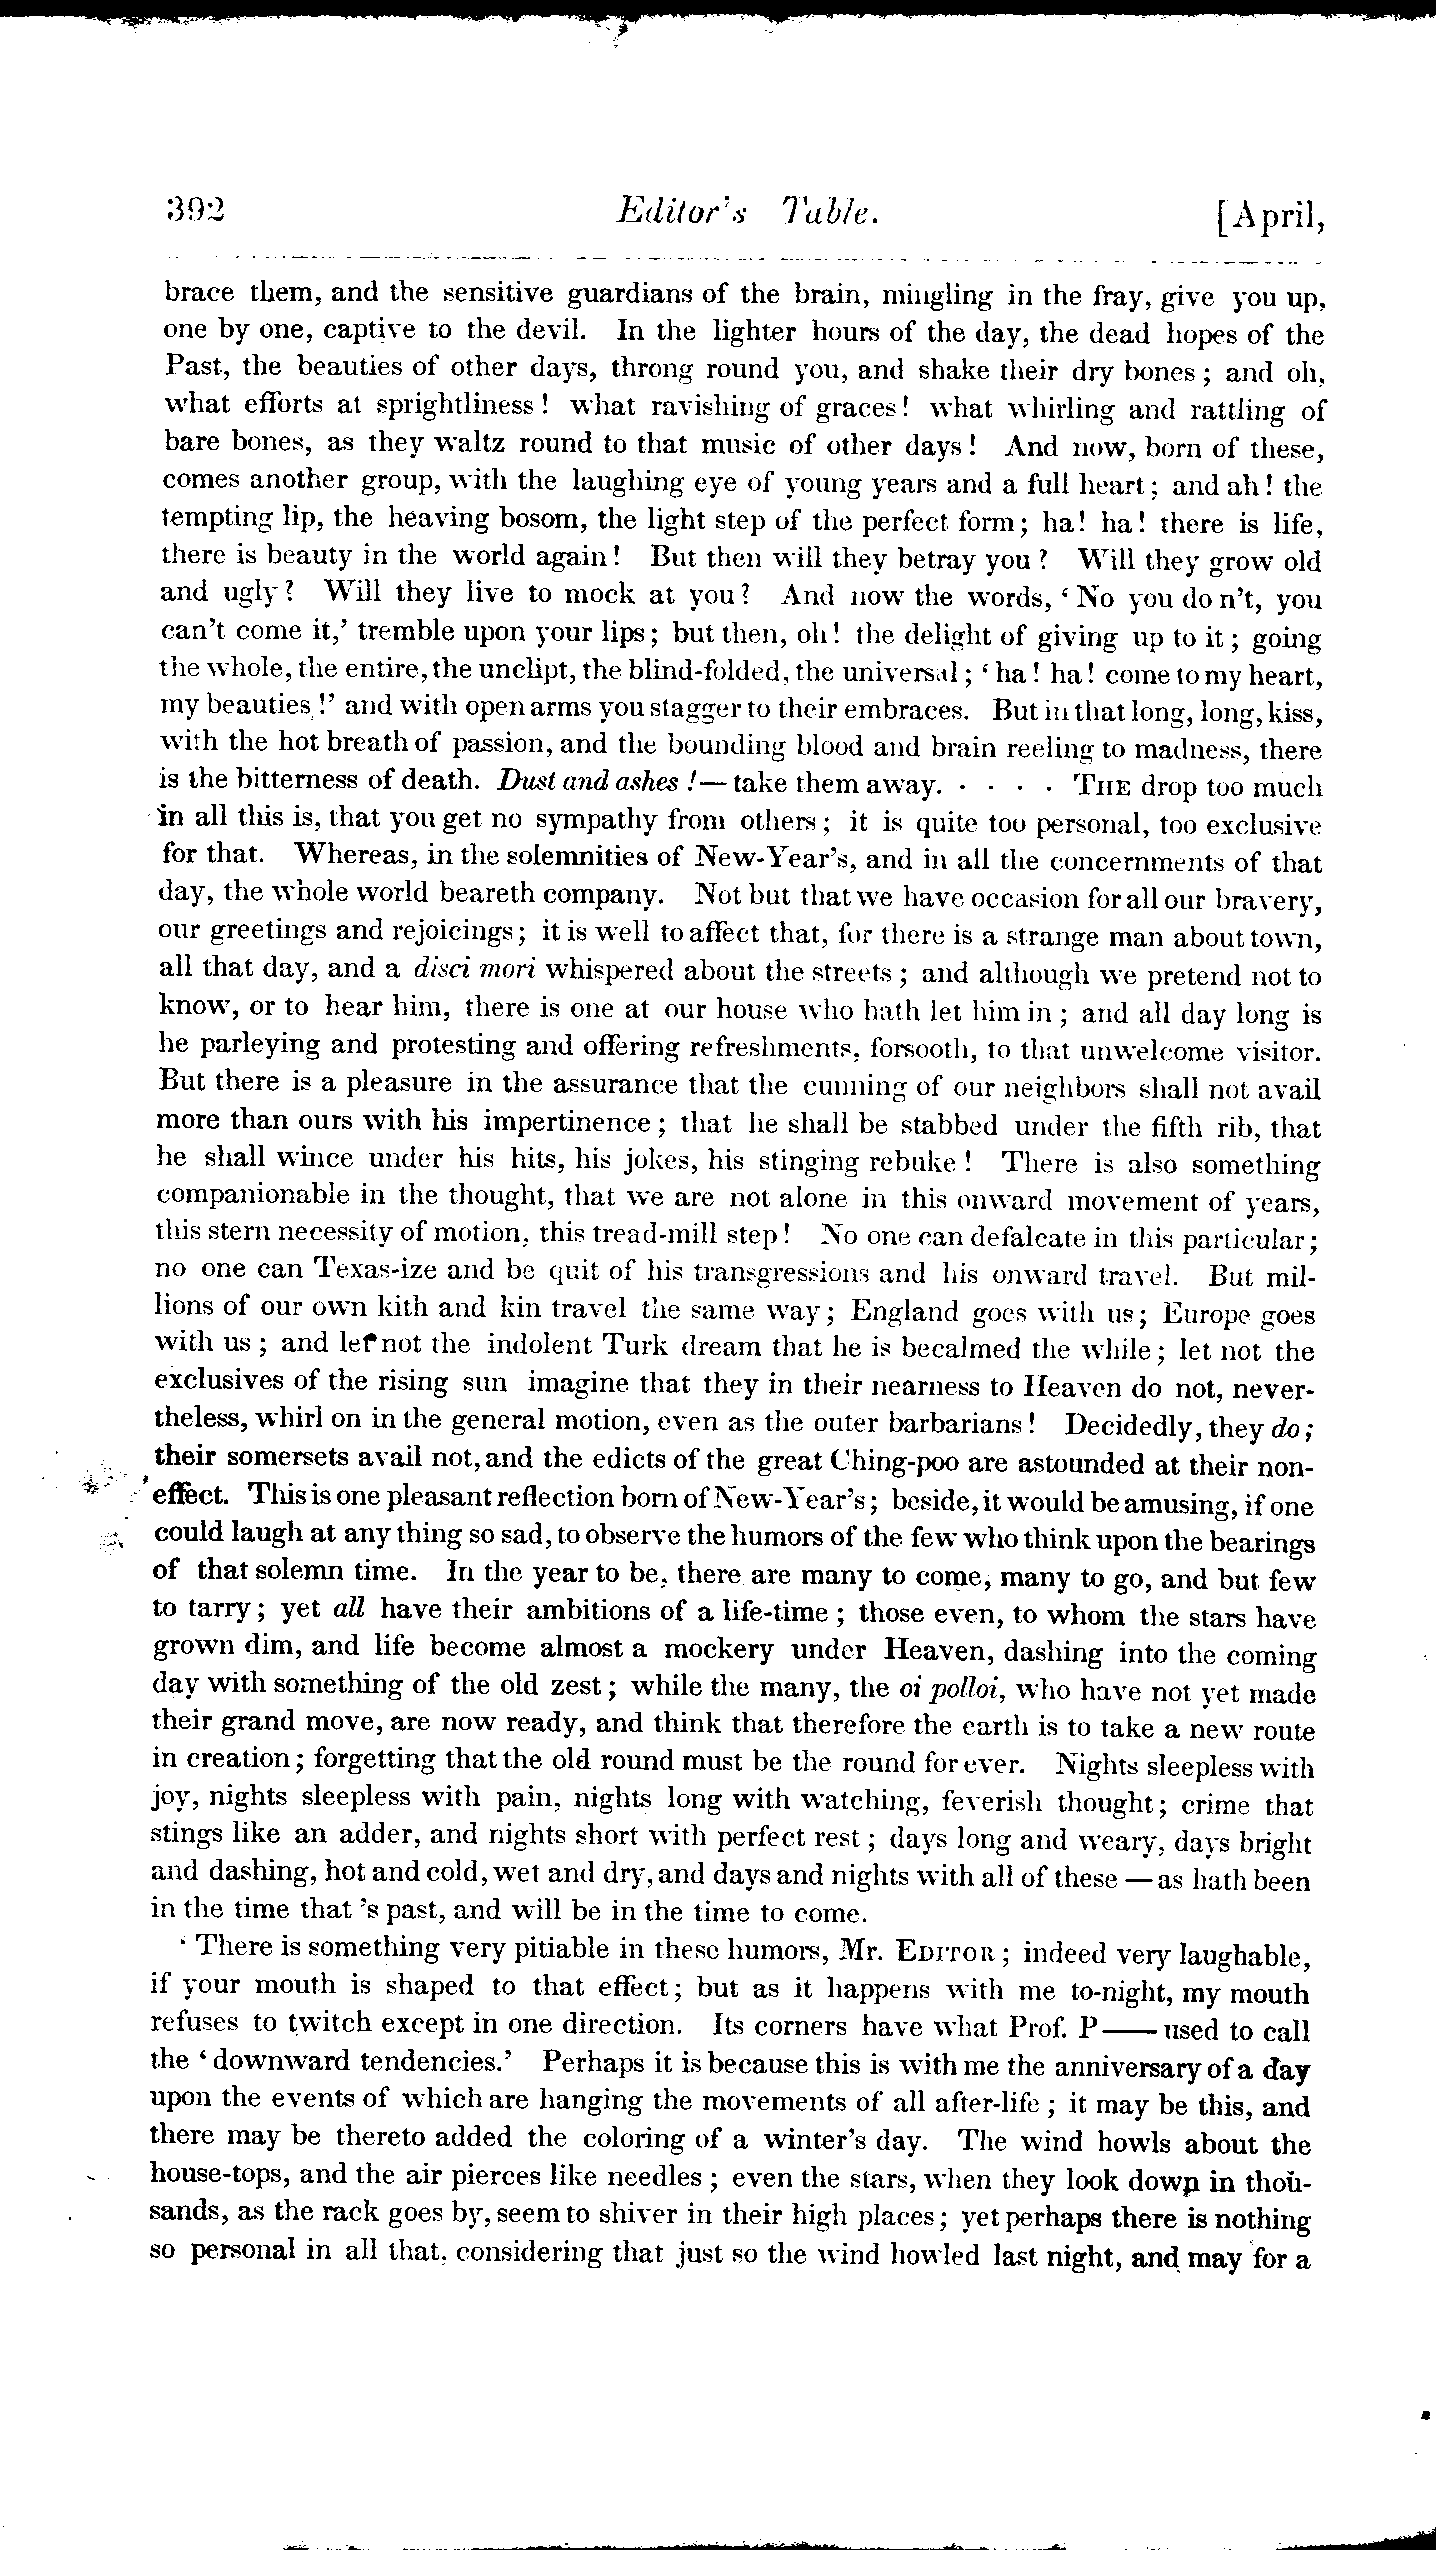 392 Editor's Table. [April,
brace them, and the sensitive guardians of the brain, mingling in the fray, give you up,
one by one, captive to the devil. In the lighter hours of the day, the dead hopes of the
Past, the beauties of other days, throng round you, and shake their dry bones; and oh,
what efforts at sprightliness! what ravishing of graces! what whirling and rattling of
bare bones, as they waltz round to that music of other days! And now, born of these,
comes another group, with the laughing eye of young years and a full heart; and ah! the
tempting lip, the heaving bosom, the light step of the perfect form; ha! ha! there is life,
there is beauty in the world again! But then will they betray you? Will they grow old
and ugly? Will they live to mock at you? And now the words, 'No you do n't, you
can't come it,' tremble upon your lips; but then, oh! the delight of giving up to it; going
the whole, the entire, the unclipt, the blind-folded, the universal; 'ha! ha! come to my heart,
my beauties!' and with open arms you stagger to their embraces. But in that long, long, kiss,
with the hot breath of passion, and the bounding blood and brain reeling to madness, there
is the bitterness of death. Dust and ashes!—take them away. . . . . THE drop too much
in all this is, that you get no sympathy from others; it is quite too personal, too exclusive
for that. Whereas, in the solemnities of New-Year's, and in all the concernments of that
day, the whole world beareth company. Not but that we have occasion for all our bravery,
our greetings and rejoicings; it is well to affect that, for there is a strange man about town,
all that day, and a disci mori whispered about the streets; and although we pretend not to
know, or to hear him, there is one at our house who hath let him in; and all day long is
he parleying and protesting and offering refreshments, forsooth, to that unwelcome visitor.
But there is a pleasure in the assurance that the cunning of our neighbors shall not avail
more than ours with his impertinence; that he shall be stabbed under the fifth rib, that
he shall wince under his hits, his jokes, his stinging rebuke! There is also something
companionable in the thought, that we are not alone in this onward movement of years,
this stern necessity of motion, this tread-mill step! No one can defalcate in this particular;
no one can Texas-ize and be quit of his transgressions and his onward travel. But mil-
lions of our own kith and kin travel the same way; England goes with us; Europe goes
with us; and let not the indolent Turk dream that he is becalmed the while; let not the
exclusives of the rising sun imagine that they in their nearness to Heaven do not, never-
theless, whirl on in the general motion, even as the outer barbarians! Decidedly, they do;
their somersets avail not, and the edicts of the great Ching-poo are astounded at their non-
effect. This is one pleasant reflection born of New-Year's; beside, it would be amusing, if one
could laugh at any thing so sad, to observe the humors of the few who think upon the bearings
of that solemn time. In the year to be, there are many to come, many to go, and but few
to tarry; yet all have their ambitions of a life-time; those even, to whom the stars have
grown dim, and life become almost a mockery under Heaven, dashing into the coming
day with something of the old zest; while the many, the oi polloi, who have not yet made
their grand move, are now ready, and think that therefore the earth is to take a new route
in creation; forgetting that the old round must be the round for ever. Nights sleepless with
joy, nights sleepless with pain, nights long with watching, feverish thought; crime that
stings like an adder, and nights short with perfect rest; days long and weary, days bright
and dashing, hot and cold, wet and dry, and days and nights with all of these — as hath been
in the time that 's past, and will be in the time to come.
'There is something very pitiable in these humors, Mr. EDITOR; indeed very laughable,
if your mouth is shaped to that effect; but as it happens with me to-night, my mouth
refuses to twitch except in one direction. Its corners have what Prof. P—— used to call
the 'downward tendencies.' Perhaps it is because this is with me the anniversary of a day
upon the events of which are hanging the movements of all after-life; it may be this, and
there may be thereto added the coloring of a winter's day. The wind howls about the
house-tops, and the air pierces like needles; even the stars, when they look down in thou-
sands, as the rack goes by, seem to shiver in their high places; yet perhaps there is nothing
so personal in all that, considering that just so the wind howled last night, and may for a